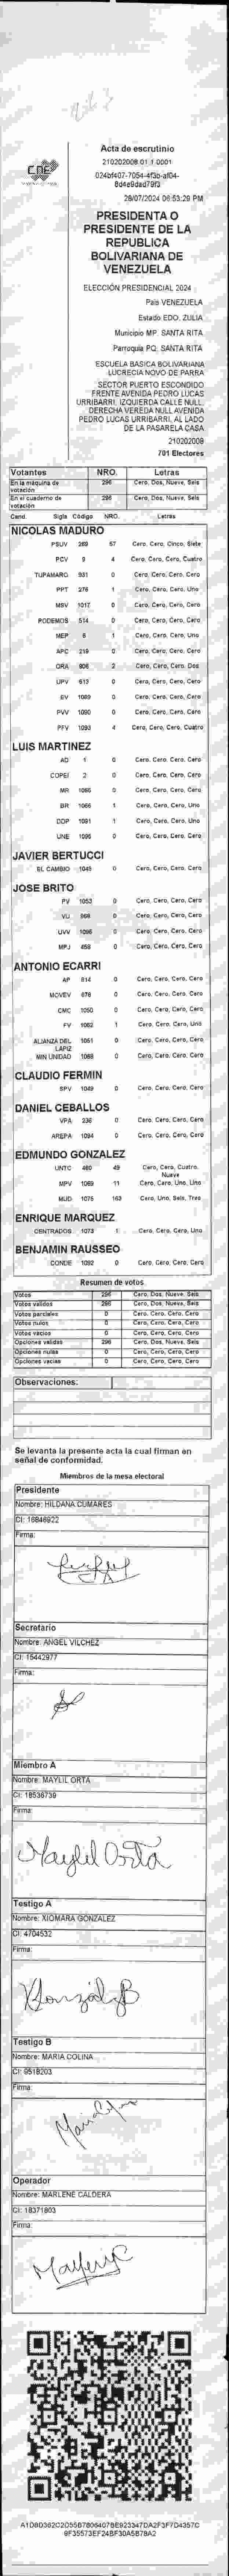 CNE
Acta de escrutinio
210202008.01.1.0001
28/07/2024 06:53:29 PM
PRESIDENTA O
PRESIDENTE DE LA
REPUBLICA
BOLIVARIANA DE
VENEZUELA
ELECCIÓN PRESIDENCIAL 2024
País VENEZUELA
Estado EDO. ZULIA
Municipio MP. SANTA RITA
Parroquia PQ. SANTA RITA
ESCUELA BASICA BOLIVARIANA
LUCRECIA NOVO DE PARRA
SECTOR PUERTO ESCONDIDO
FRENTE AVENIDA PEDRO LUCAS
URRIBARRI. IZQUIERDA CALLE NULL.
DERECHA VEREDA NULL AVENIDA
PEDRO LUCAS URRIBARRI. AL LADO
DE LA PASARELA CASA
210202008
701 Electores
Votantes NRO. Letras
En la máquina de votación 296 Cero, Dos, Nueve, Seis
En el cuaderno de votación 296 Cero, Dos, Nueve, Seis
Cand. Sigla Código NRO. Letras
NICOLAS MADURO
PSUV 269 57 Cero, Cero, Cinco, Siete
PCV 9 4 Cero, Cero, Cero, Cuatro
TUPAMARO 931 0 Cero, Cero, Cero, Cero
PPT 276 1 Cero, Cero, Cero, Uno
MSV 1017 0 Cero, Cero, Cero, Cero
PODEMOS 514 0 Cero, Cero, Cero, Cero
MEP 6 1 Cero, Cero, Cero, Uno
APC 219 0 Cero, Cero, Cero, Cero
ORA 906 2 Cero, Cero, Cero, Dos
UPV 613 0 Cero, Cero, Cero, Cero
EV 1089 0 Cero, Cero, Cero, Cero
PVV 1090 0 Cero, Cero, Cero, Cero
PFV 1093 4 Cero, Cero, Cero, Cuatro
LUIS MARTINEZ
AD 1 0 Cero, Cero, Cero, Cero
COPEI 2 0 Cero, Cero, Cero, Cero
MR 1065 0 Cero, Cero, Cero, Cero
BR 1066 1 Cero, Cero, Cero, Uno
DDP 1091 1 Cero, Cero, Cero, Uno
UNE 1096 0 Cero, Cero, Cero, Cero
JAVIER BERTUCCI
EL CAMBIO 1048 0 Cero, Cero, Cero, Cero
JOSE BRITO
PV 1053 0 Cero, Cero, Cero, Cero
VU 868 0 Cero, Cero, Cero, Cero
UVV 1098 0 Cero, Cero, Cero, Cero
MPJ 458 0 Cero, Cero, Cero, Cero
ANTONIO ECARRI
AP 814 0 Cero, Cero, Cero, Cero
MOVEV 878 0 Cero, Cero, Cero, Cero
CMC 1050 0 Cero, Cero, Cero, Cero
FV 1062 1 Cero, Cero, Cero, Uno
ALIANZA DEL LAPIZ 1051 0 Cero, Cero, Cero, Cero
MIN UNIDAD 1068 0 Cero, Cero, Cero, Cero
CLAUDIO FERMIN
SPV 1049 0 Cero, Cero, Cero, Cero
DANIEL CEBALLOS
VPA 236 0 Cero, Cero, Cero, Cero
AREPA 1094 0 Cero, Cero, Cero, Cero
EDMUNDO GONZALEZ
UNTC 480 49 Cero, Cero, Cuatro, Nueve
MPV 1069 11 Cero, Cero, Uno, Uno
MUD 1075 163 Cero, Uno, Seis, Tres
ENRIQUE MARQUEZ
CENTRADOS 1073 1 Cero, Cero, Cero, Uno
BENJAMIN RAUSSEO
CONDE 1092 0 Cero, Cero, Cero, Cero
Resumen de votos
Votos 296 Cero, Dos, Nueve, Seis
Votos válidos 296 Cero, Dos, Nueve, Seis
Votos parciales 0 Cero, Cero, Cero, Cero
Votos nulos 0 Cero, Cero, Cero, Cero
Votos vacíos 0 Cero, Cero, Cero, Cero
Opciones válidas 296 Cero, Dos, Nueve, Seis
Opciones nulas 0 Cero, Cero, Cero, Cero
Opciones vacías 0 Cero, Cero, Cero, Cero
Observaciones:
Se levanta la presente acta la cual firman en
señal de conformidad.
Miembros de la mesa electoral
Presidente
Nombre: HILDANA CUMARES
CI: 16846922
Firma:
Secretario
Nombre: ANGEL VILCHEZ
CI: 15442977
Firma:
Miembro A
Nombre: MAYLIL ORTA
CI: 18536739
Firma:
Maylil Orta
Testigo A
Nombre: XIOMARA GONZALEZ
CI: 4704532
Firma:
Testigo B
Nombre: MARIA COLINA
CI: 9518203
Firma:
Operador
Nombre: MARLENE CALDERA
CI: 18371803
Firma: